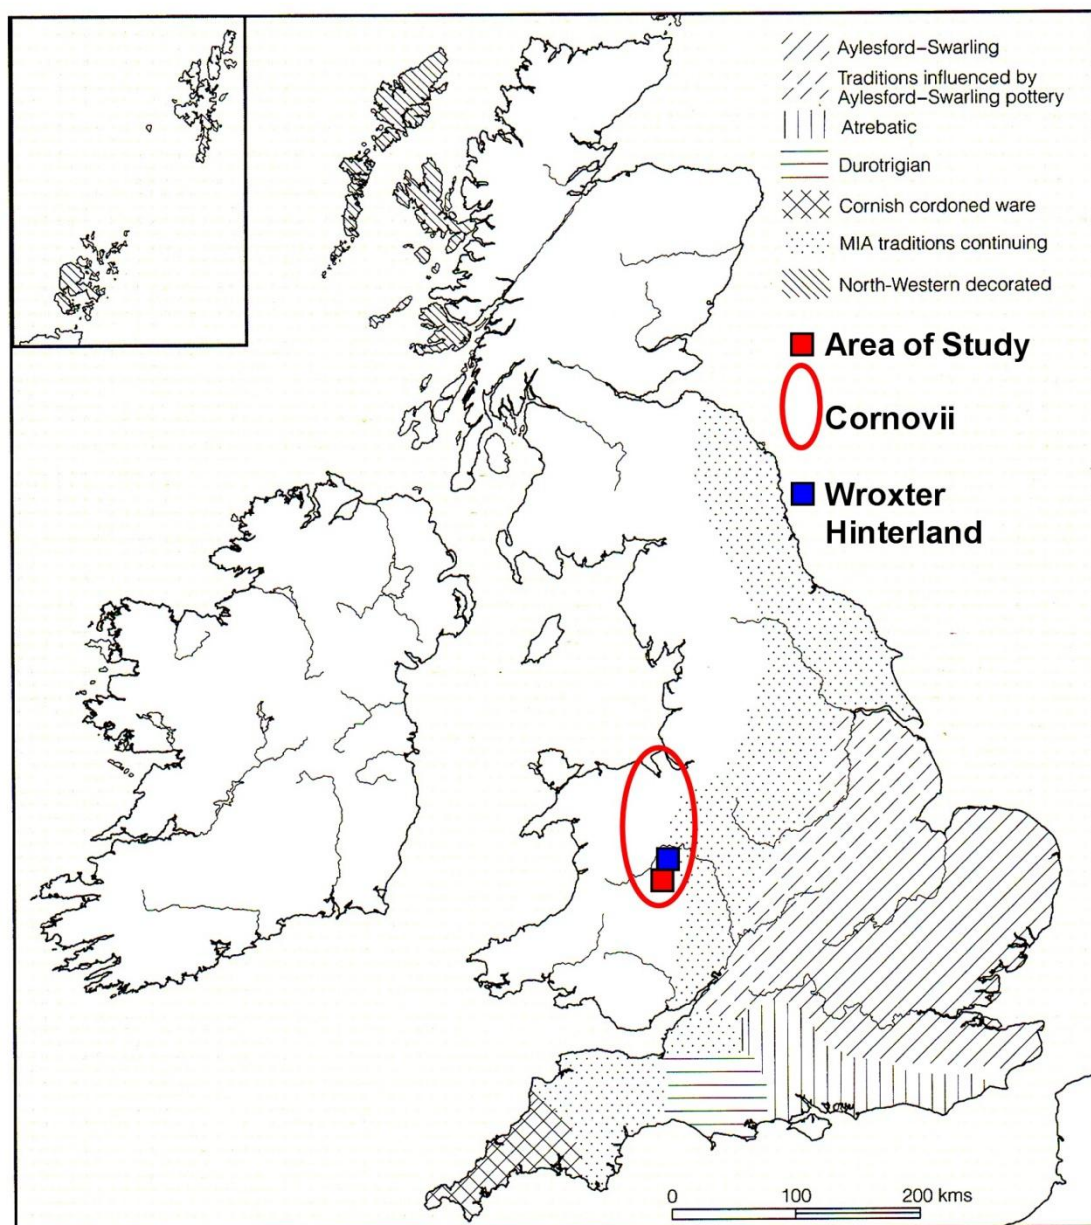 Aylesford–Swarling
Traditions influenced by
Aylesford–Swarling pottery
Atrebatic
Durotrigian
Cornish cordoned ware
MIA traditions continuing
North-Western decorated
Area of Study
Cornovii
Wroxter
Hinterland
0 100 200 kms